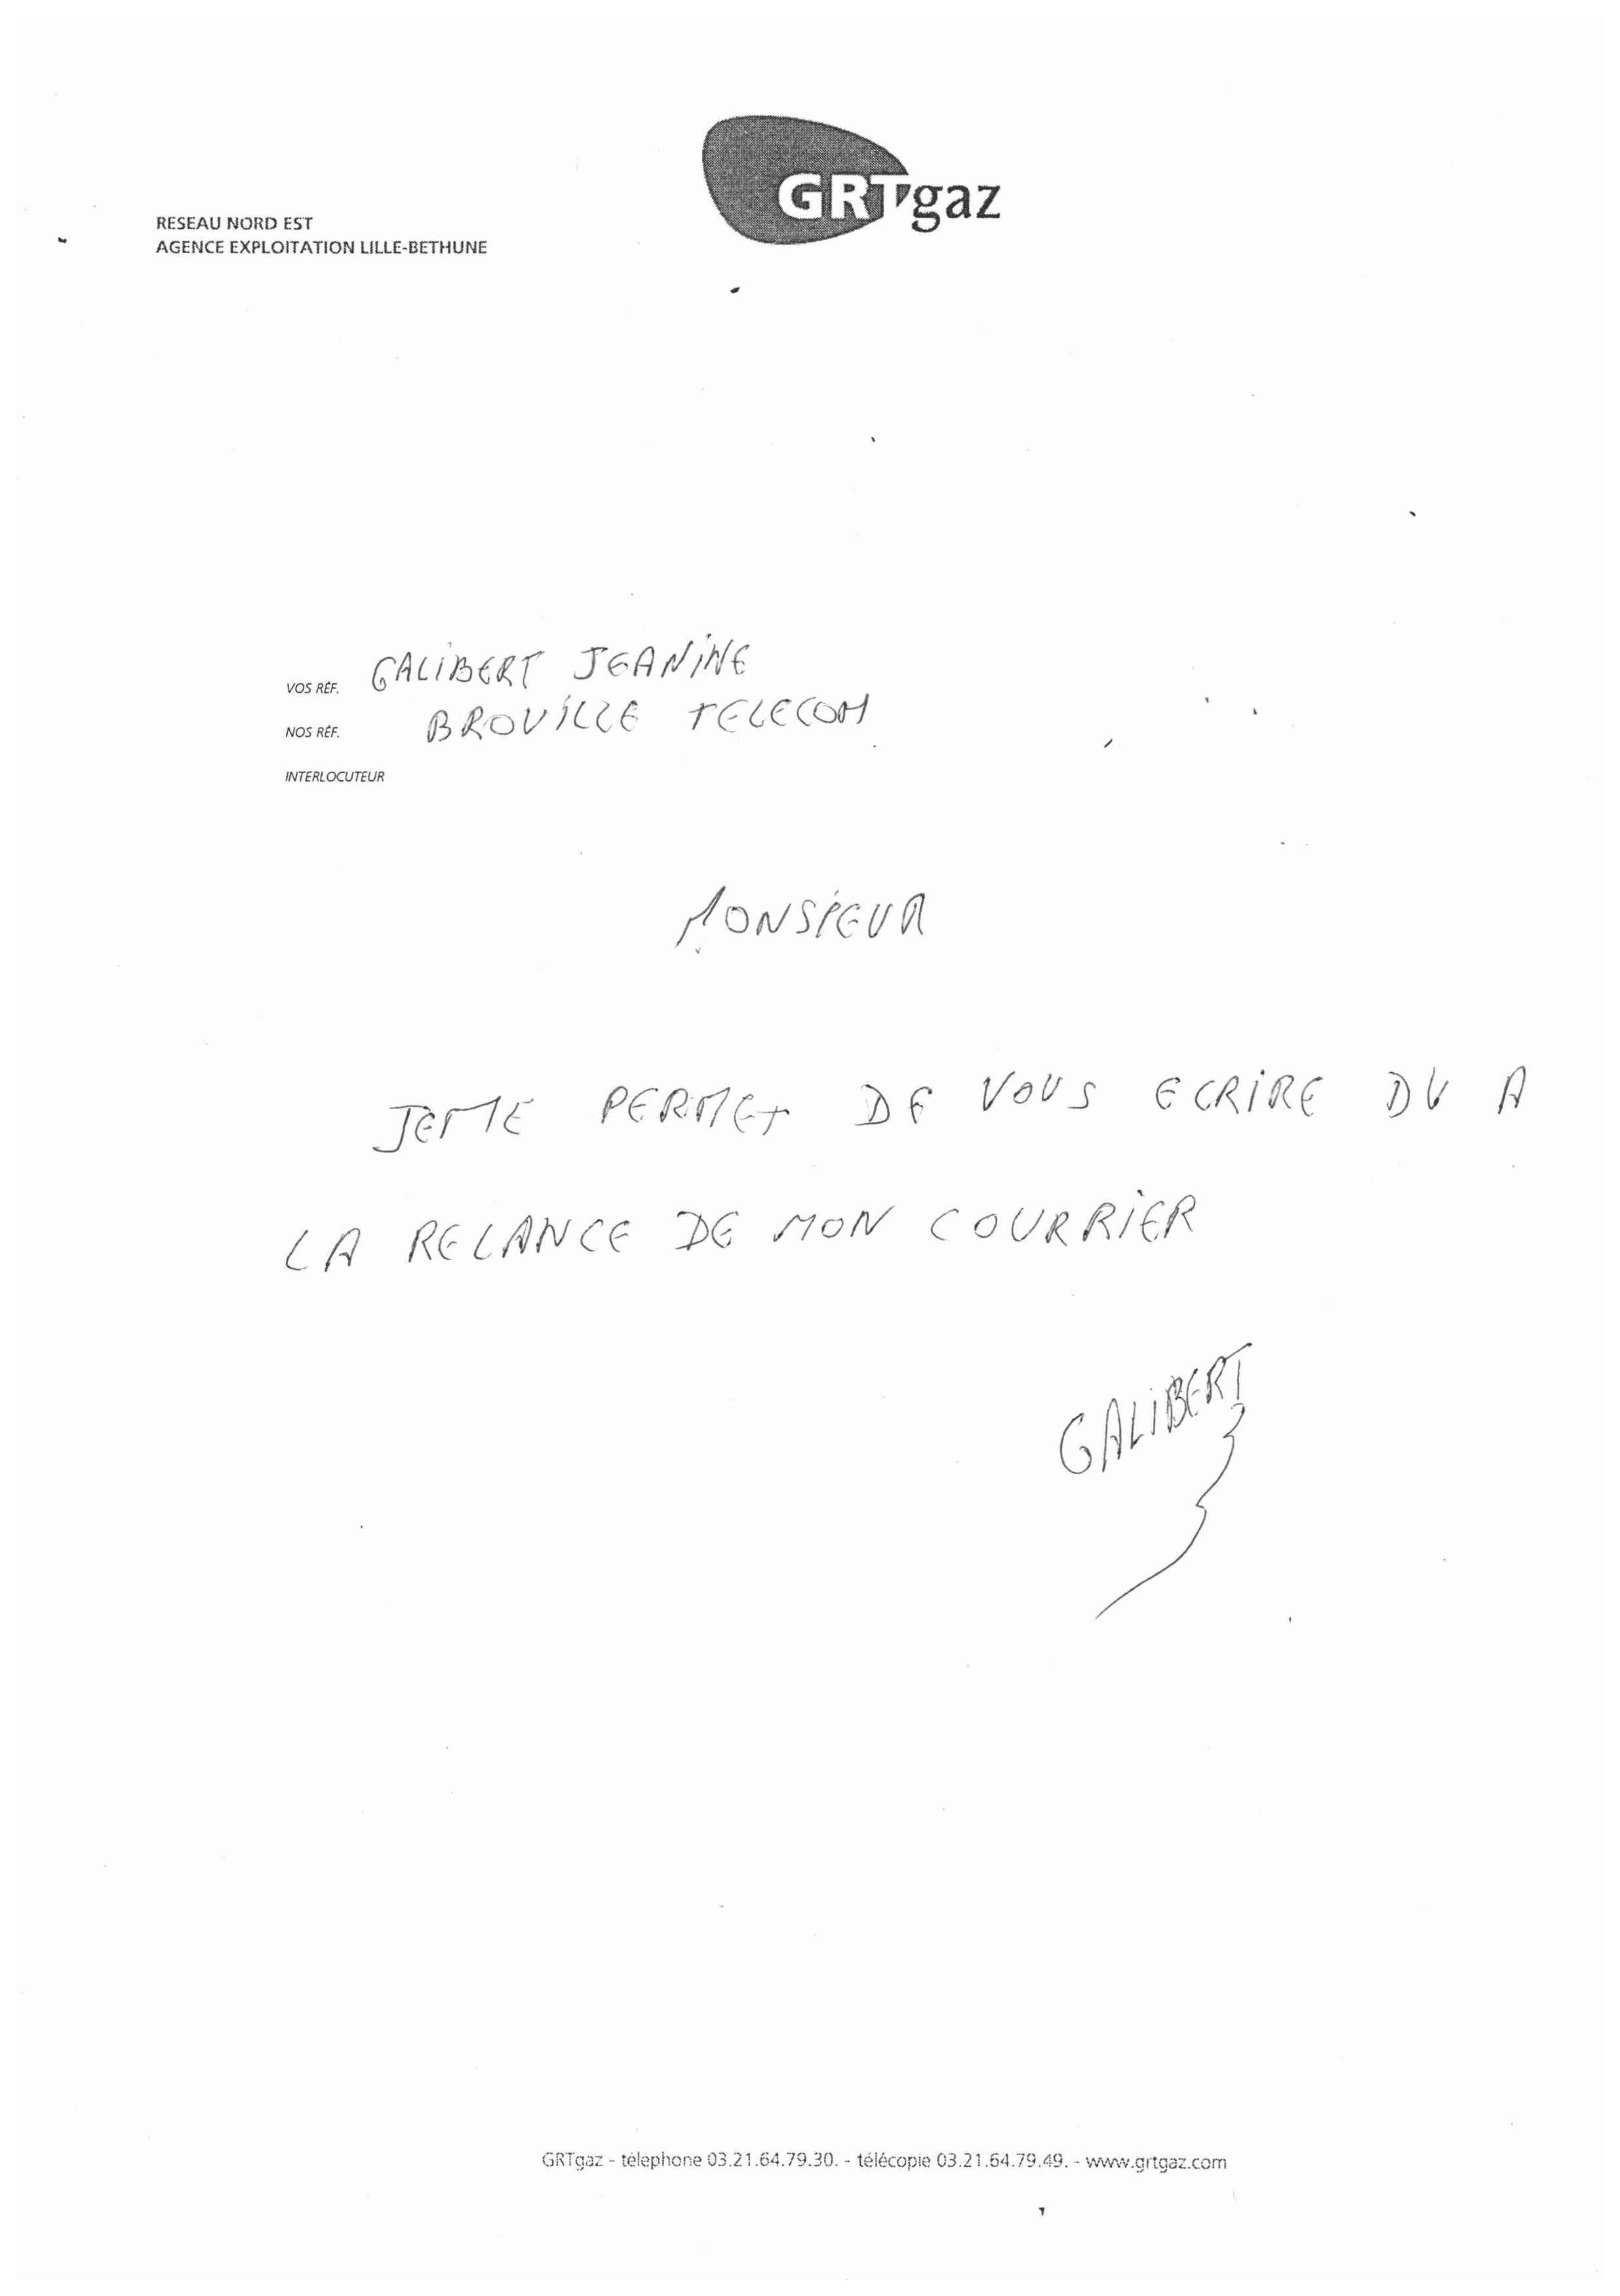 GRTgaz
RESEAU NORD EST
AGENCE EXPLOITATION LILLE-BETHUNE
VOS RÉF. GALIBERT JEANINE
NOS RÉF. BROVILLE TELECOM
INTERLOCUTEUR
MONSIEUR
JE ME PERMET DE VOUS ECRIRE DU A
LA RELANCE DE MON COURRIER
GALIBERT
GRTgaz - téléphone 03.21.64.79.30. - télécopie 03.21.64.79.49. - www.grtgaz.com